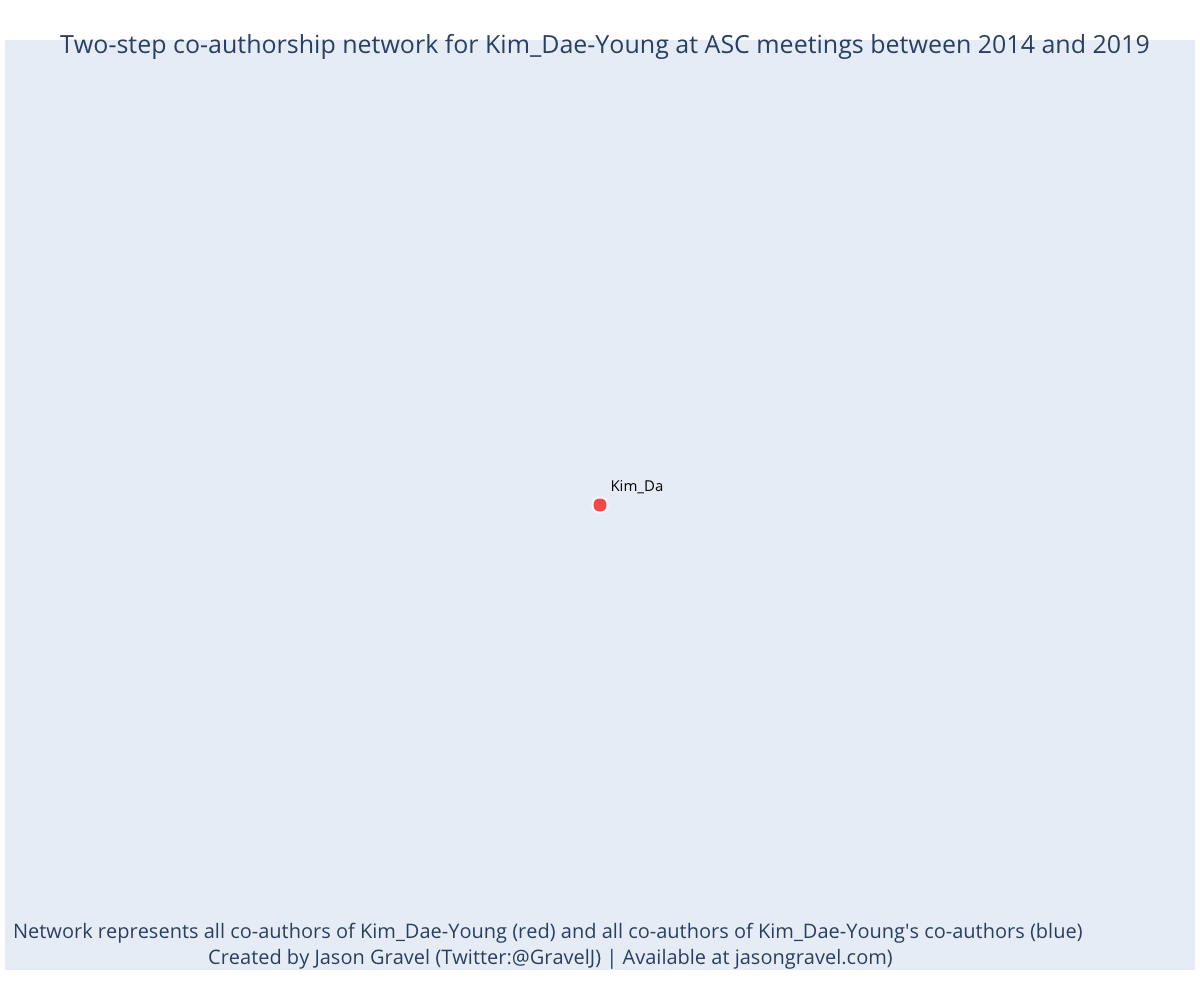 Two-step co-authorship network for Kim_Dae-Young at ASC meetings between 2014 and 2019
Kim_Da
Network represents all co-authors of Kim_Dae-Young (red) and all co-authors of Kim_Dae-Young's co-authors (blue)
Created by Jason Gravel (Twitter:@GravelJ) | Available at jasongravel.com)